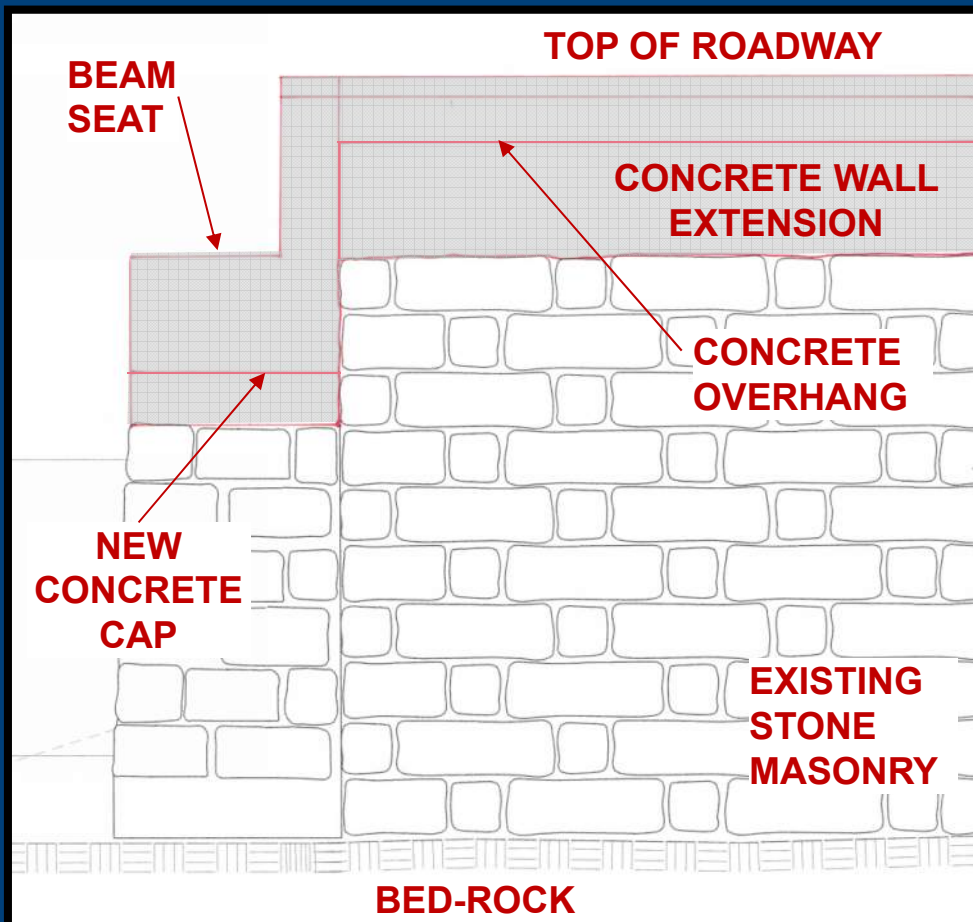 TOP OF ROADWAY
BEAM
SEAT
CONCRETE WALL
EXTENSION
CONCRETE
OVERHANG
NEW
CONCRETE
CAP
EXISTING
STONE
MASONRY
BED-ROCK